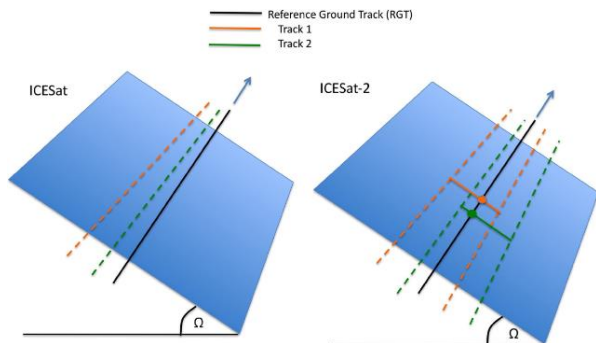 Reference Ground Track (RGT)
Track 1
Track 2
ICESat
ICESat-2
Ω
Ω